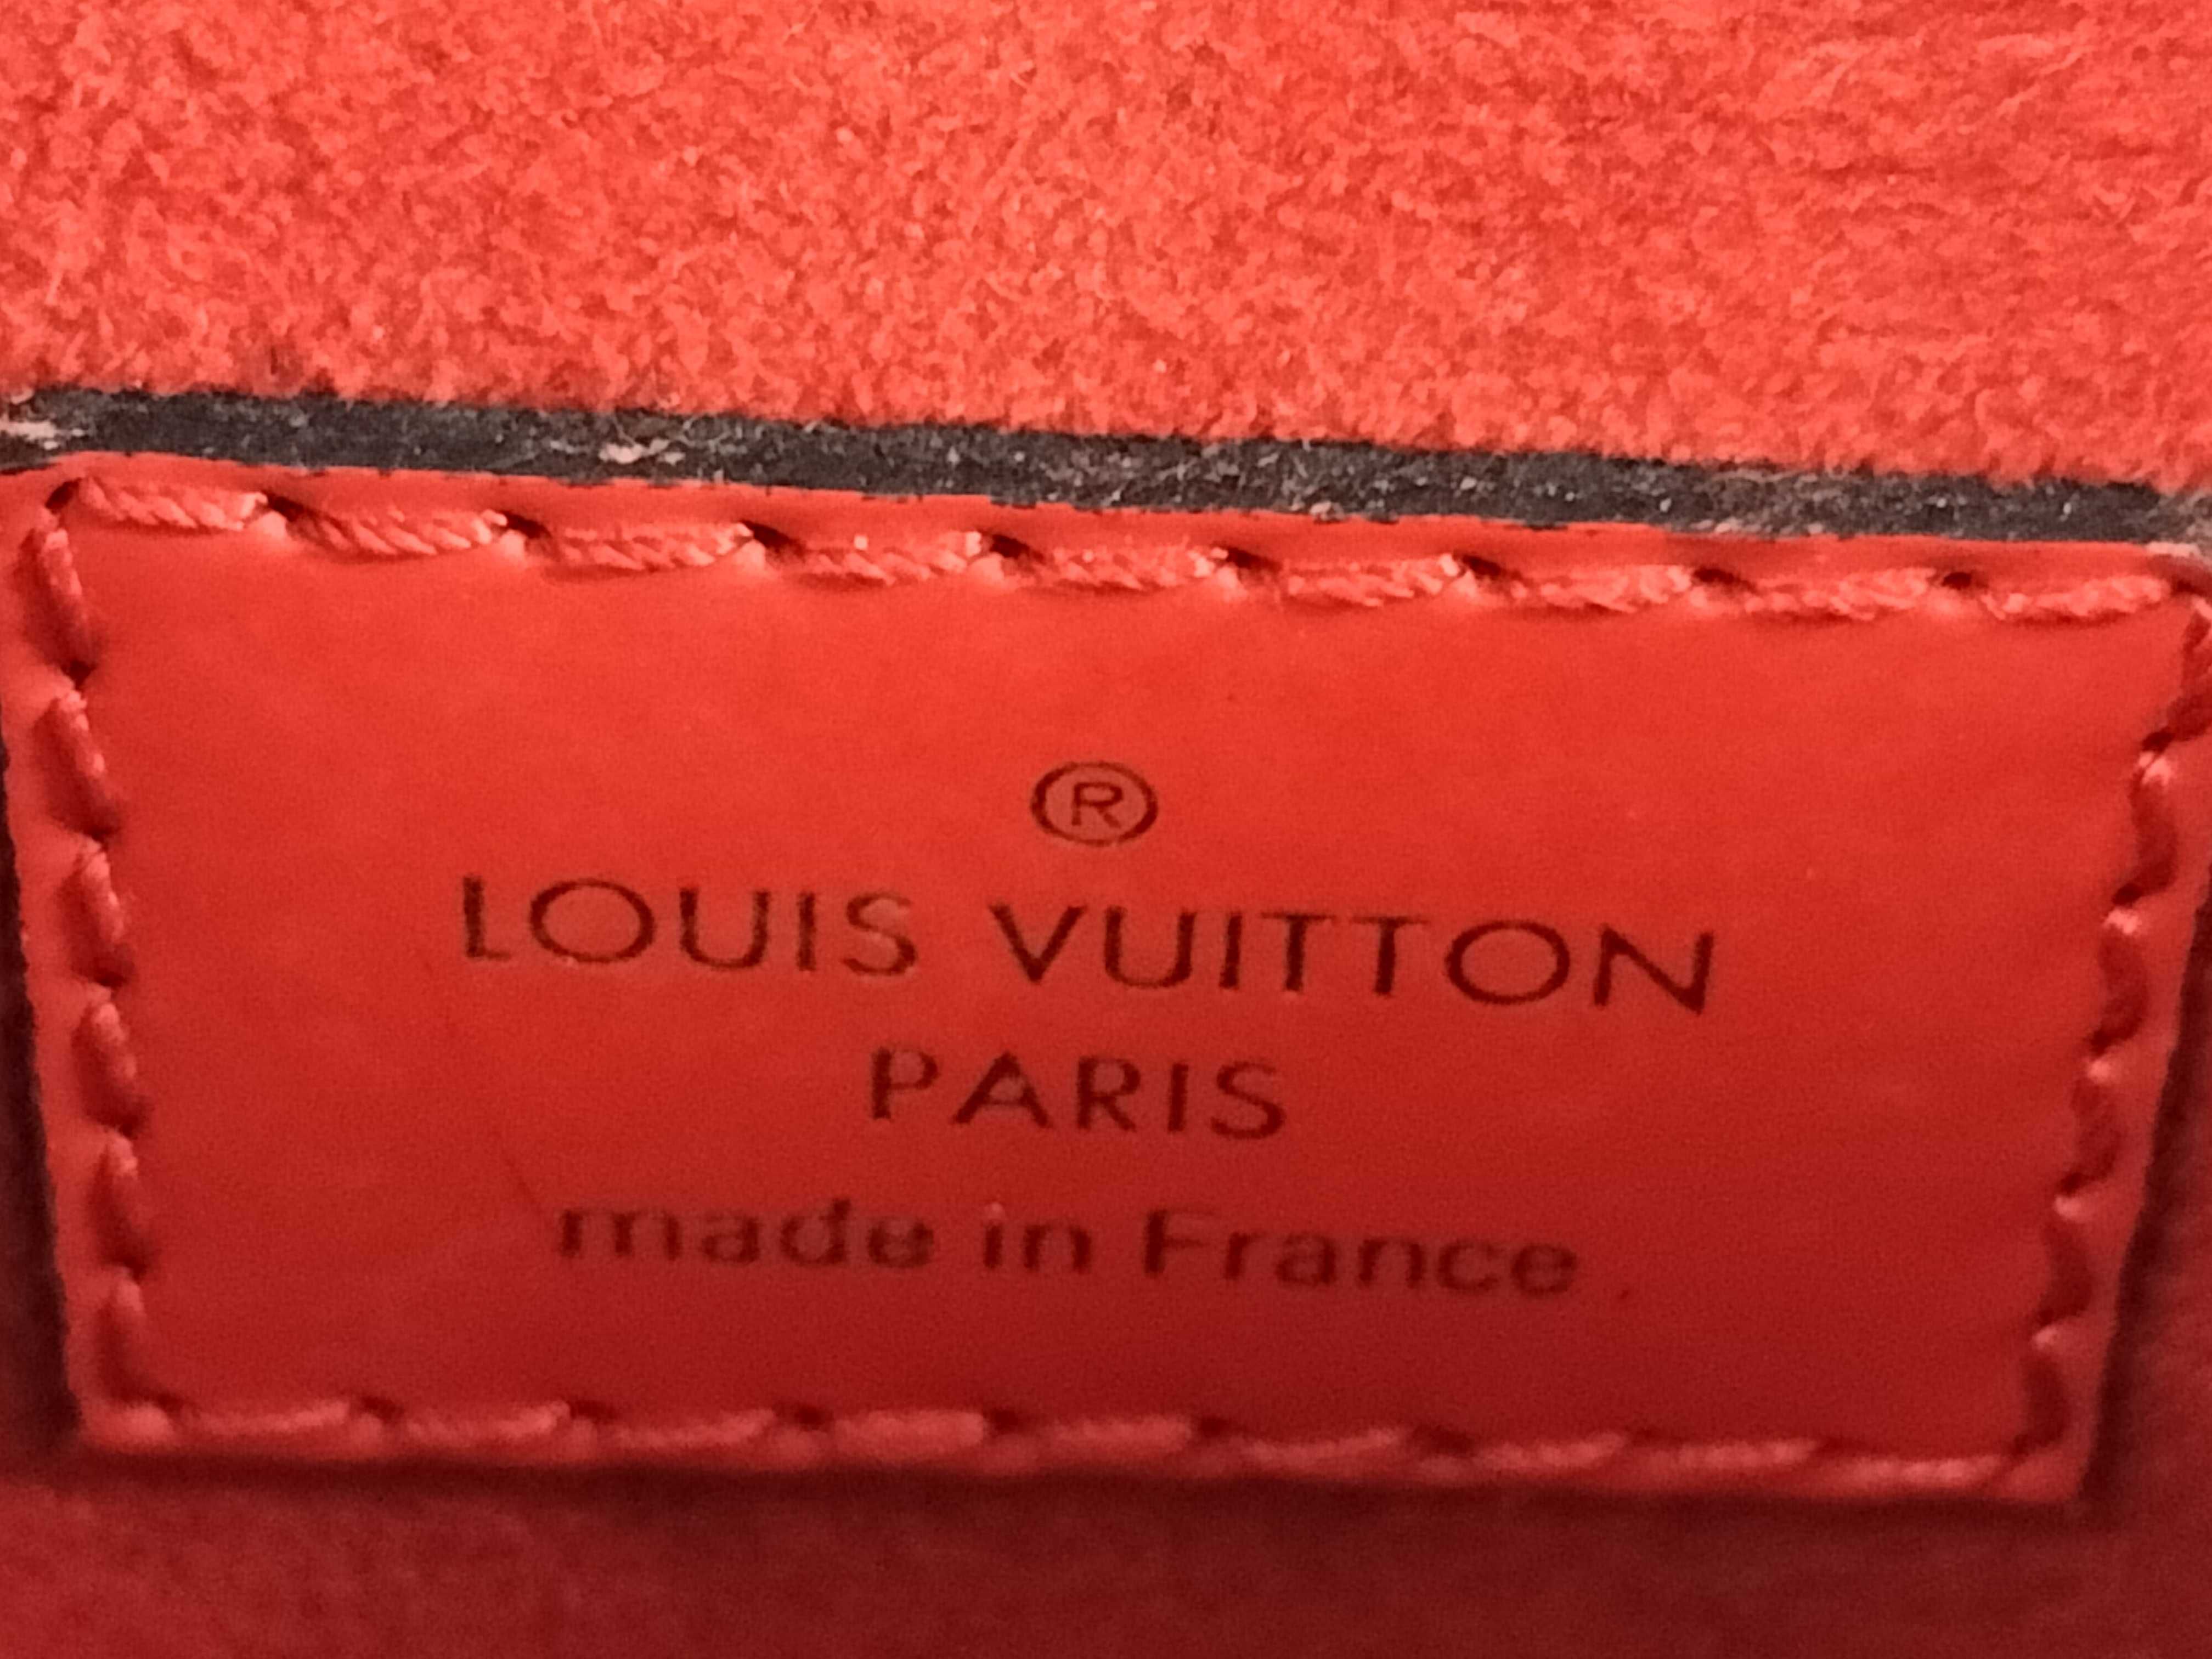 ®
LOUIS VUITTON
PARIS
made in France